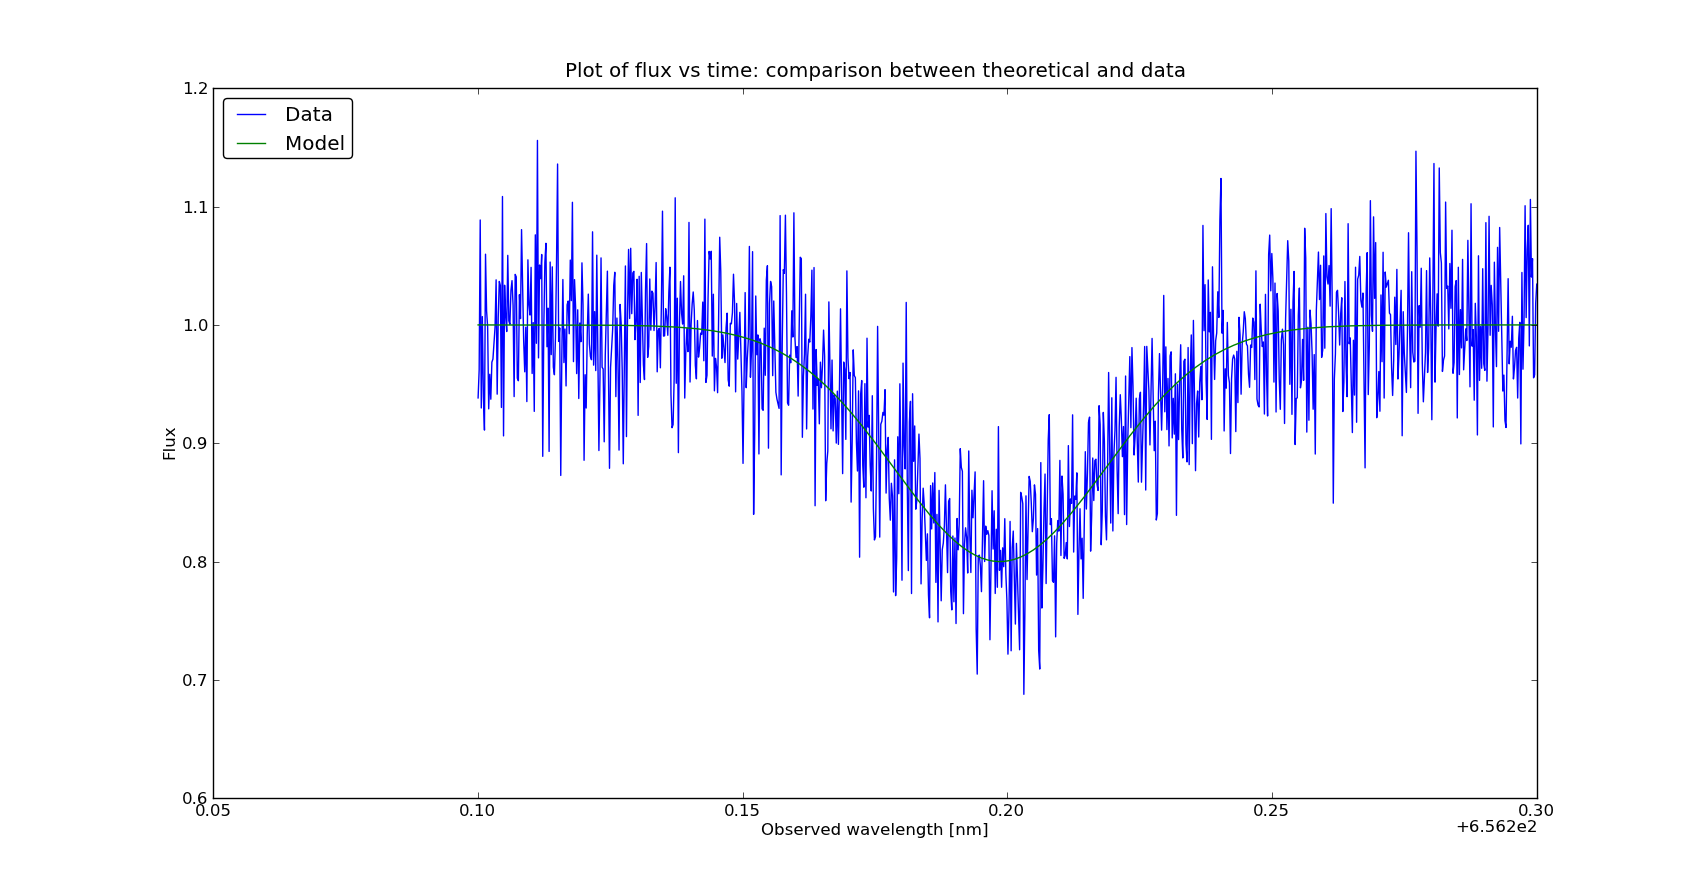 Plot of flux vs time: comparison between theoretical and data
Data
Model
1.2
1.1
1.0
0.9
0.8
0.7
0.6
Flux
0.05 0.10 0.15 0.20 0.25 0.30
Observed wavelength [nm]
+6.562e2